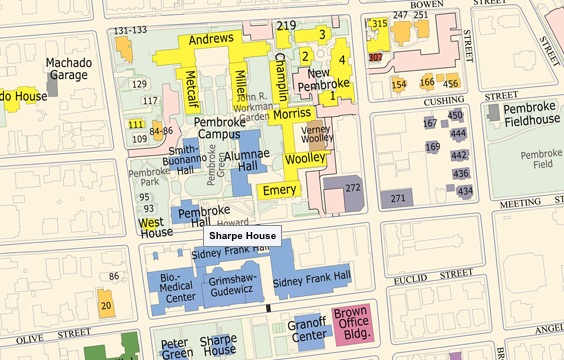 BOWEN STREET
131-133
219
315
247 251
Andrews
3
STREET
STREET
Machado
Garage
2
4
307
Metcalf
Miller
Champlin
New
Pembroke
129
154
166
456
do House
117
John R.
Workman
Garden
1
CUSHING STREET
111
Morriss
Pembroke
Fieldhouse
84-86
Pembroke
Campus
Verney
Woolley
167
450
444
109
Smith-
Buonanno
Hall
Pembroke
Green
Alumnae
Hall
169
442
Woolley
Pembroke
Field
Pembroke
Park
436
95
Emery
272
271
434
93
Pembroke
Hall
MEETING ST
West
House
Howard
Sharpe House
Sidney Frank Hall
86
Bio.-
Medical
Center
Grimshaw-
Gudewicz
Sidney Frank Hall
EUCLID STREET
20
Brown
Office
Bldg.
OLIVE STREET
Granoff
Center
ANGEL
Peter
Green
Sharpe
House
BR